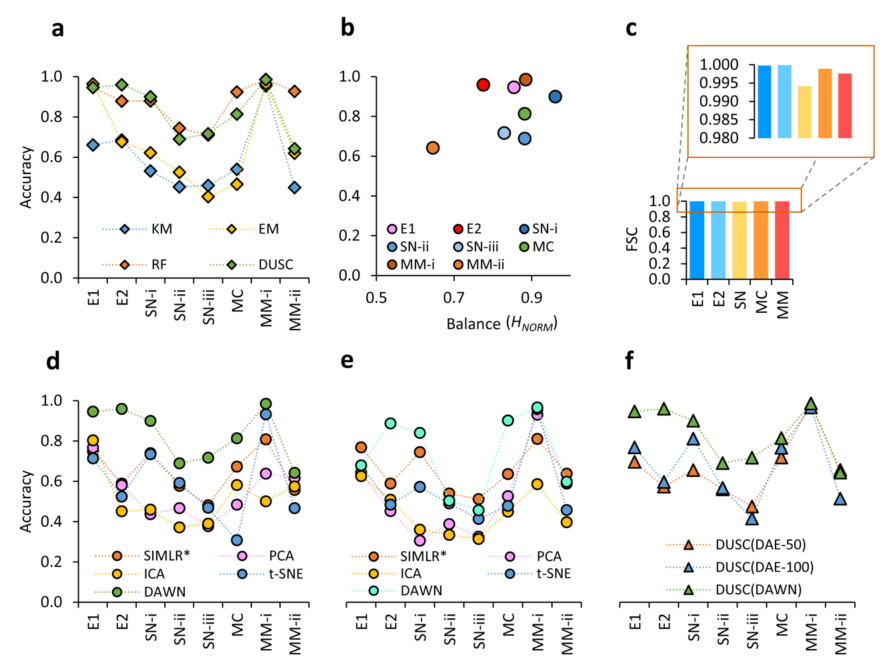 a
1.0
0.8
0.6
0.4
0.2
0.0
Accuracy
KM
EM
RF
DUSC
E1
E2
SN-i
SN-ii
SN-iii
MC
MM-i
MM-ii
b
1.0
0.8
0.6
0.4
0.2
0.0
Accuracy
E1
E2
SN-i
SN-ii
SN-iii
MC
MM-i
MM-ii
0.5
0.7
0.9
Balance (H_NORM)
c
1.000
0.995
0.990
0.985
0.980
1.0
0.8
0.6
0.4
0.2
0.0
FSC
E1
E2
SN
MC
MM
d
1.0
0.8
0.6
0.4
0.2
0.0
Accuracy
SIMLR*
PCA
ICA
t-SNE
DAWN
E1
E2
SN-i
SN-ii
SN-iii
MC
MM-i
MM-ii
e
SIMLR*
PCA
ICA
t-SNE
DAWN
E1
E2
SN-i
SN-ii
SN-iii
MC
MM-i
MM-ii
f
DUSC(DAE-50)
DUSC(DAE-100)
DUSC(DAWN)
E1
E2
SN-i
SN-ii
SN-iii
MC
MM-i
MM-ii